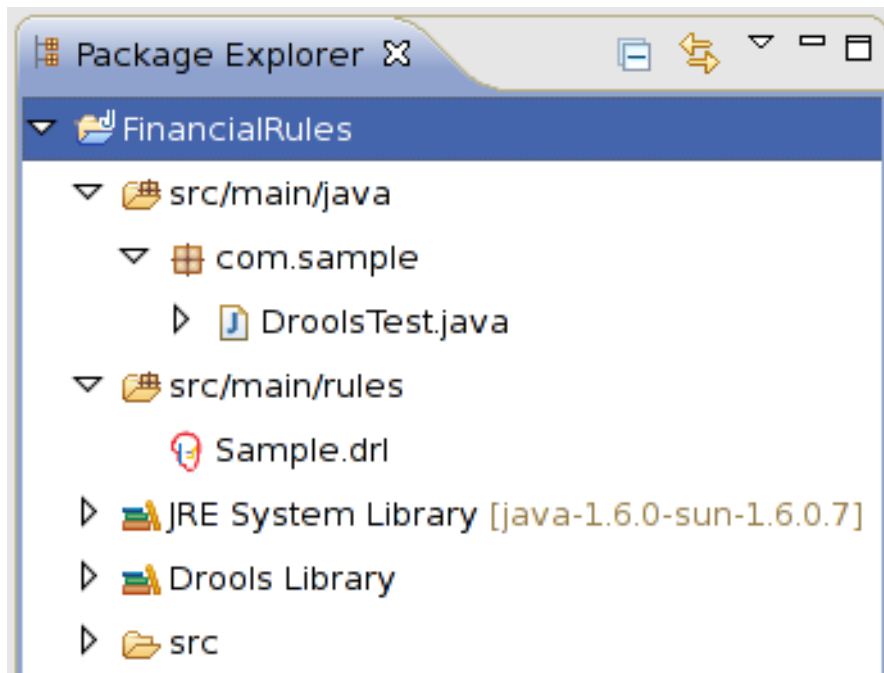 Package Explorer
FinancialRules
src/main/java
com.sample
DroolsTest.java
src/main/rules
Sample.drl
JRE System Library [java-1.6.0-sun-1.6.0.7]
Drools Library
src